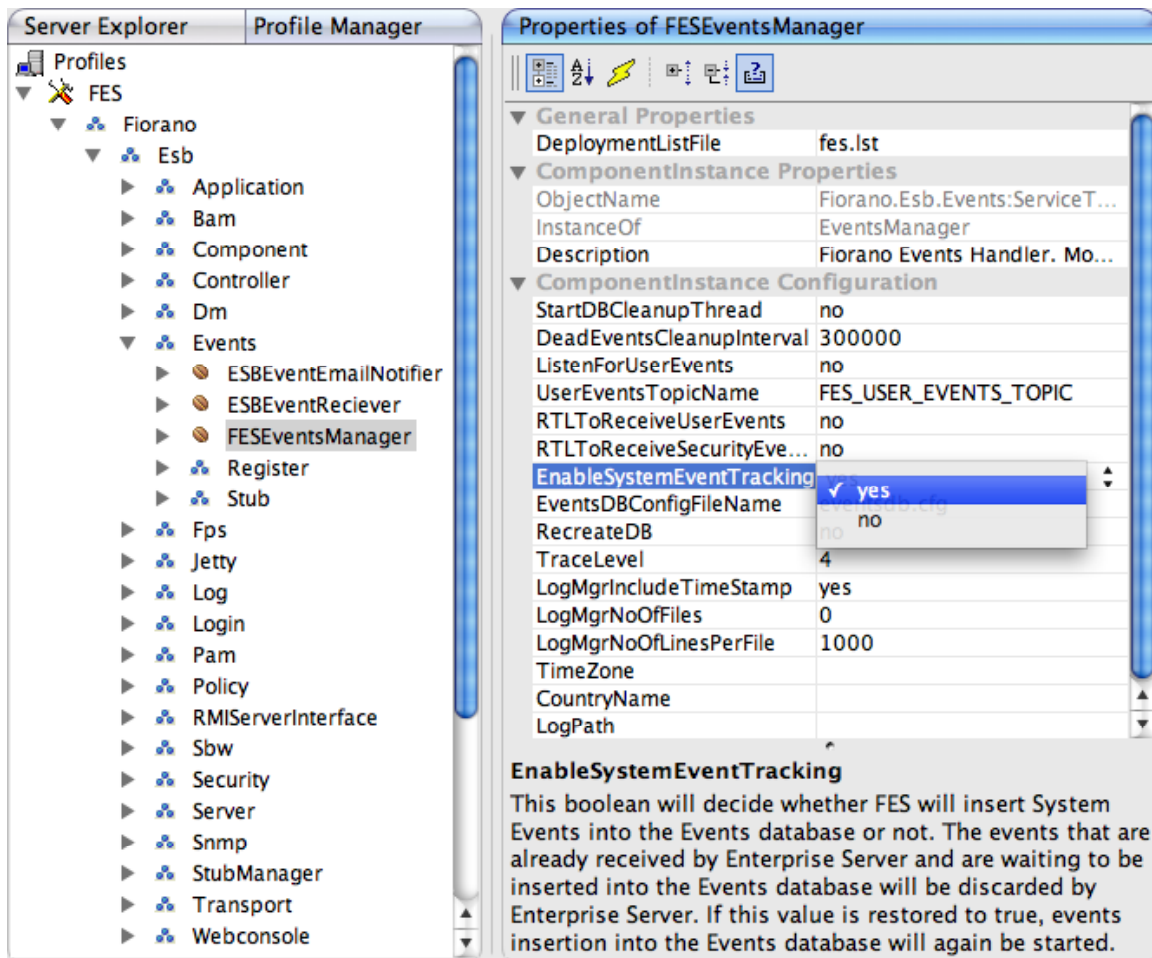 Server Explorer
Profile Manager
Profiles
FES
Fiorano
Esb
Application
Bam
Component
Controller
Dm
Events
ESBEventEmailNotifier
ESBEventReciever
FESEventsManager
Register
Stub
Fps
Jetty
Log
Login
Pam
Policy
RMIServerInterface
Sbw
Security
Server
Snmp
StubManager
Transport
Webconsole
Properties of FESEventsManager
General Properties
DeploymentListFile fes.lst
ComponentInstance Properties
ObjectName Fiorano.Esb.Events:ServiceT...
InstanceOf EventsManager
Description Fiorano Events Handler. Mo...
ComponentInstance Configuration
StartDBCleanupThread no
DeadEventsCleanupInterval 300000
ListenForUserEvents no
UserEventsTopicName FES_USER_EVENTS_TOPIC
RTLToReceiveUserEvents no
RTLToReceiveSecurityEve... no
EnableSystemEventTracking yes
✓ yes
EventsDBConfigFileName eventsdb.cfg
no
RecreateDB no
TraceLevel 4
LogMgrIncludeTimeStamp yes
LogMgrNoOfFiles 0
LogMgrNoOfLinesPerFile 1000
TimeZone
CountryName
LogPath
EnableSystemEventTracking
This boolean will decide whether FES will insert System
Events into the Events database or not. The events that are
already received by Enterprise Server and are waiting to be
inserted into the Events database will be discarded by
Enterprise Server. If this value is restored to true, events
insertion into the Events database will again be started.